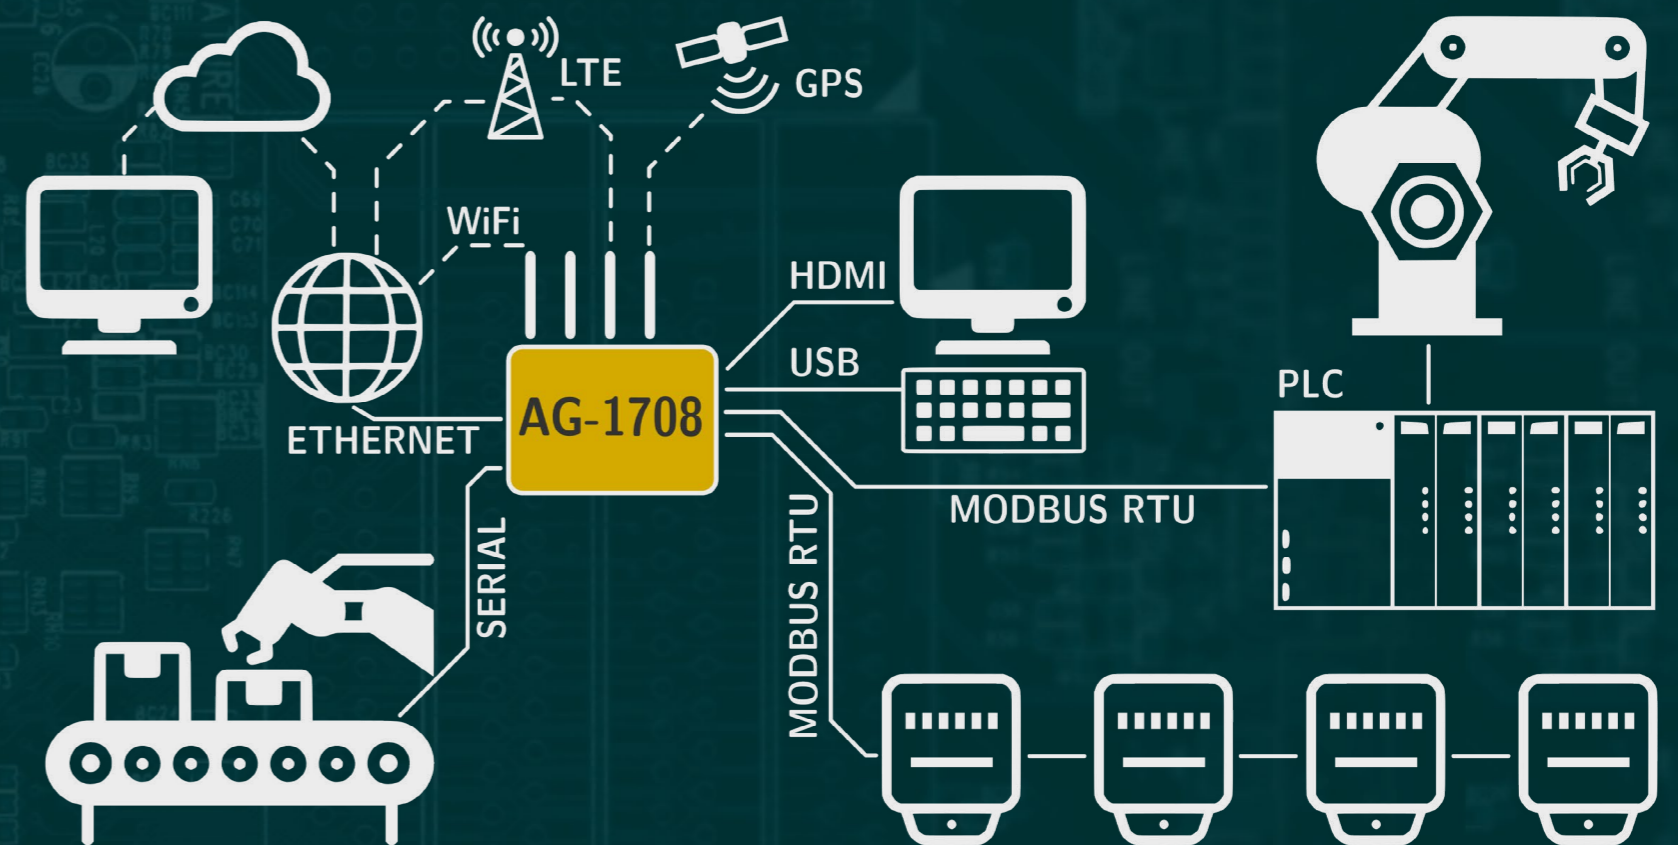 LTE
GPS
WiFi
HDMI
USB
PLC
AG-1708
ETHERNET
MODBUS RTU
SERIAL
MODBUS RTU